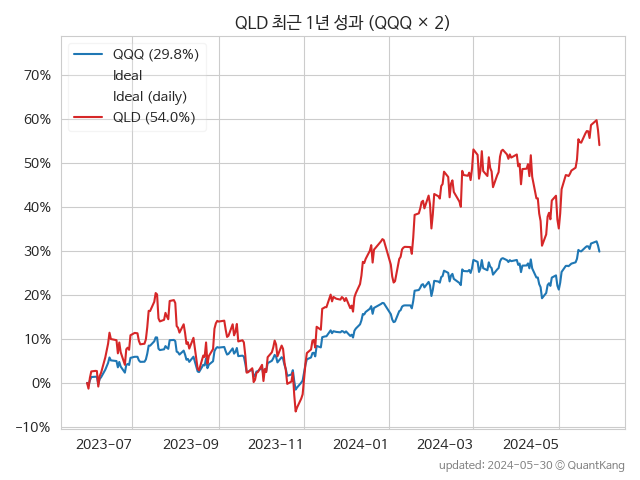 QLD 최근 1년 성과 (QQQ × 2)
QQQ (29.8%)
Ideal
Ideal (daily)
QLD (54.0%)
70%
60%
50%
40%
30%
20%
10%
0%
−10%
2023−07 2023−09 2023−11 2024−01 2024−03 2024−05
updated: 2024-05-30 © QuantKang